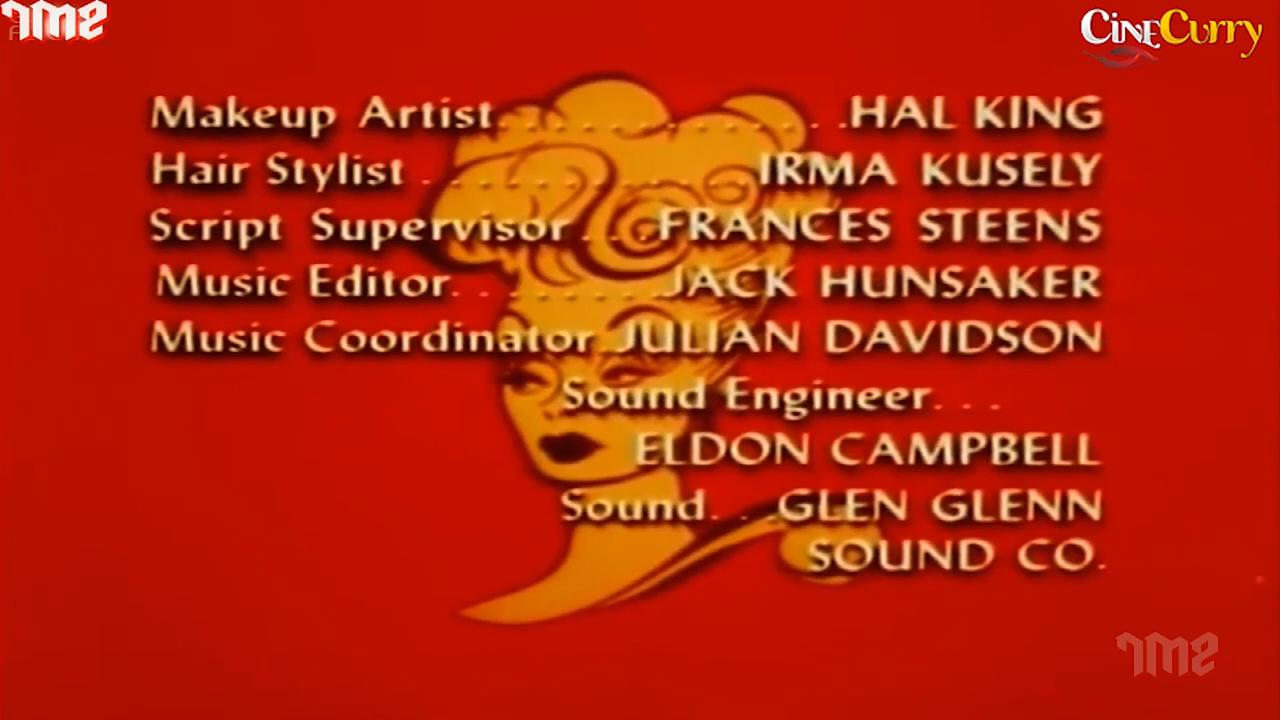 CINECURRY
Makeup Artist. . . . . . . . . . . . . .HAL KING
Hair Stylist . . . . . . . . . . . IRMA KUSELY
Script Supervisor . . .FRANCES STEENS
Music Editor. . . . . . . .JACK HUNSAKER
Music Coordinator JULIAN DAVIDSON
Sound Engineer. . .
ELDON CAMPBELL
Sound. . .GLEN GLENN
SOUND CO.